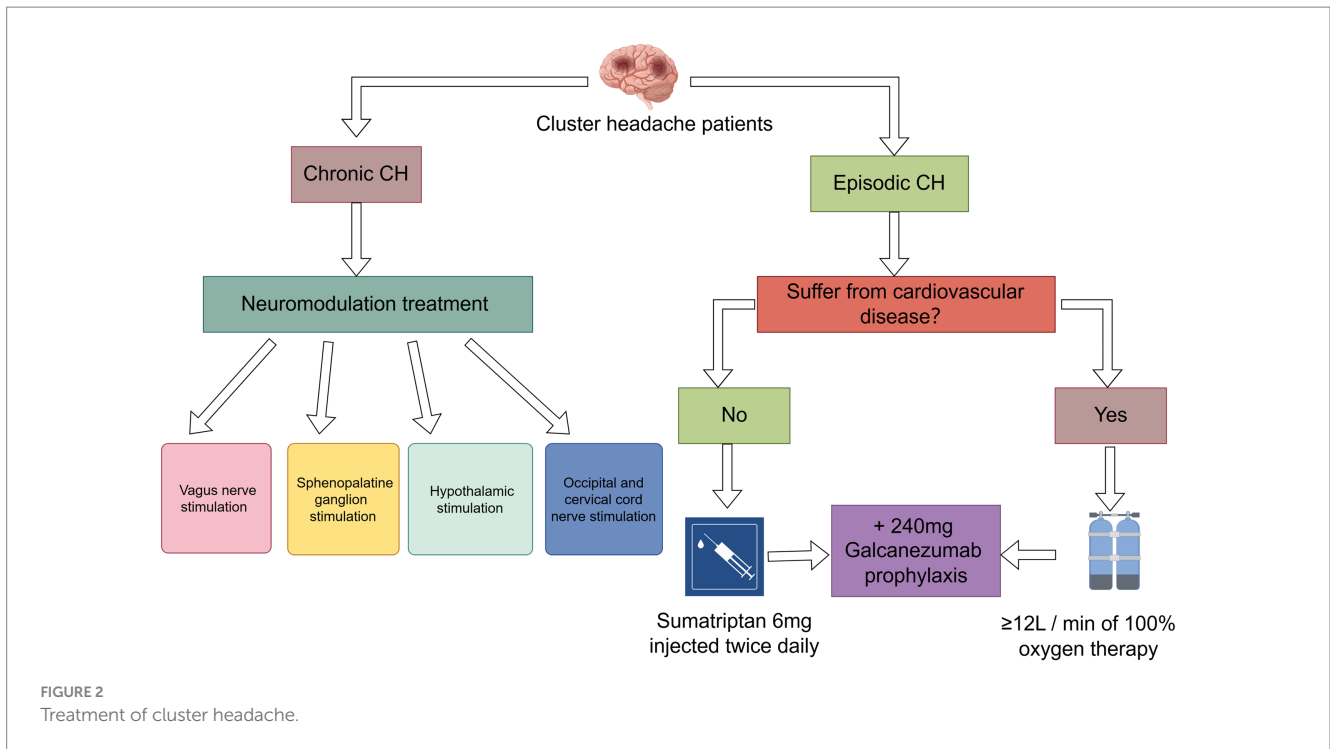 Cluster headache patients
Chronic CH
Episodic CH
Neuromodulation treatment
Suffer from cardiovascular
disease?
No
Yes
Vagus nerve
stimulation
Sphenopalatine
ganglion
stimulation
Hypothalamic
stimulation
Occipital and
cervical cord
nerve stimulation
+ 240mg
Galcanezumab
prophylaxis
Sumatriptan 6mg
injected twice daily
≥12L / min of 100%
oxygen therapy
FIGURE 2
Treatment of cluster headache.